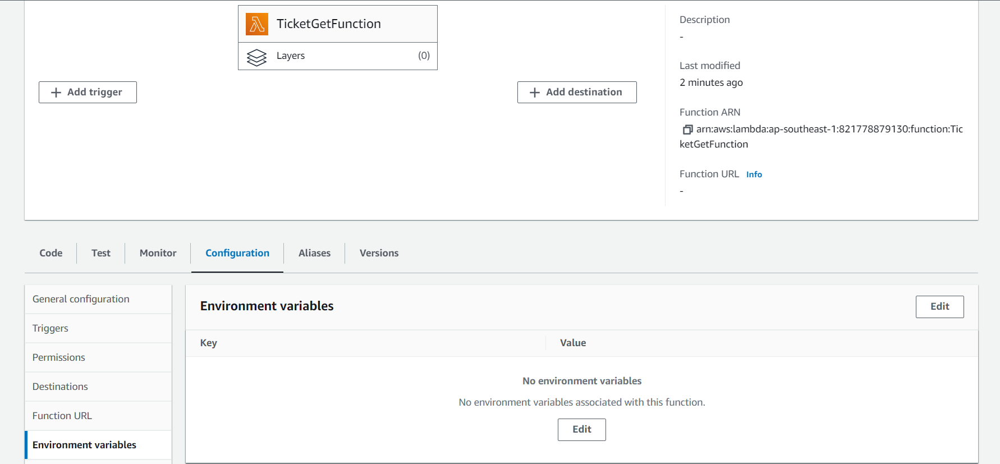 TicketGetFunction
Layers (0)
+ Add trigger
+ Add destination
Description
-
Last modified
2 minutes ago
Function ARN
arn:aws:lambda:ap-southeast-1:821778879130:function:Tic
ketGetFunction
Function URL Info
-
Code Test Monitor Configuration Aliases Versions
General configuration
Triggers
Permissions
Destinations
Function URL
Environment variables
Environment variables Edit
Key Value
No environment variables
No environment variables associated with this function.
Edit